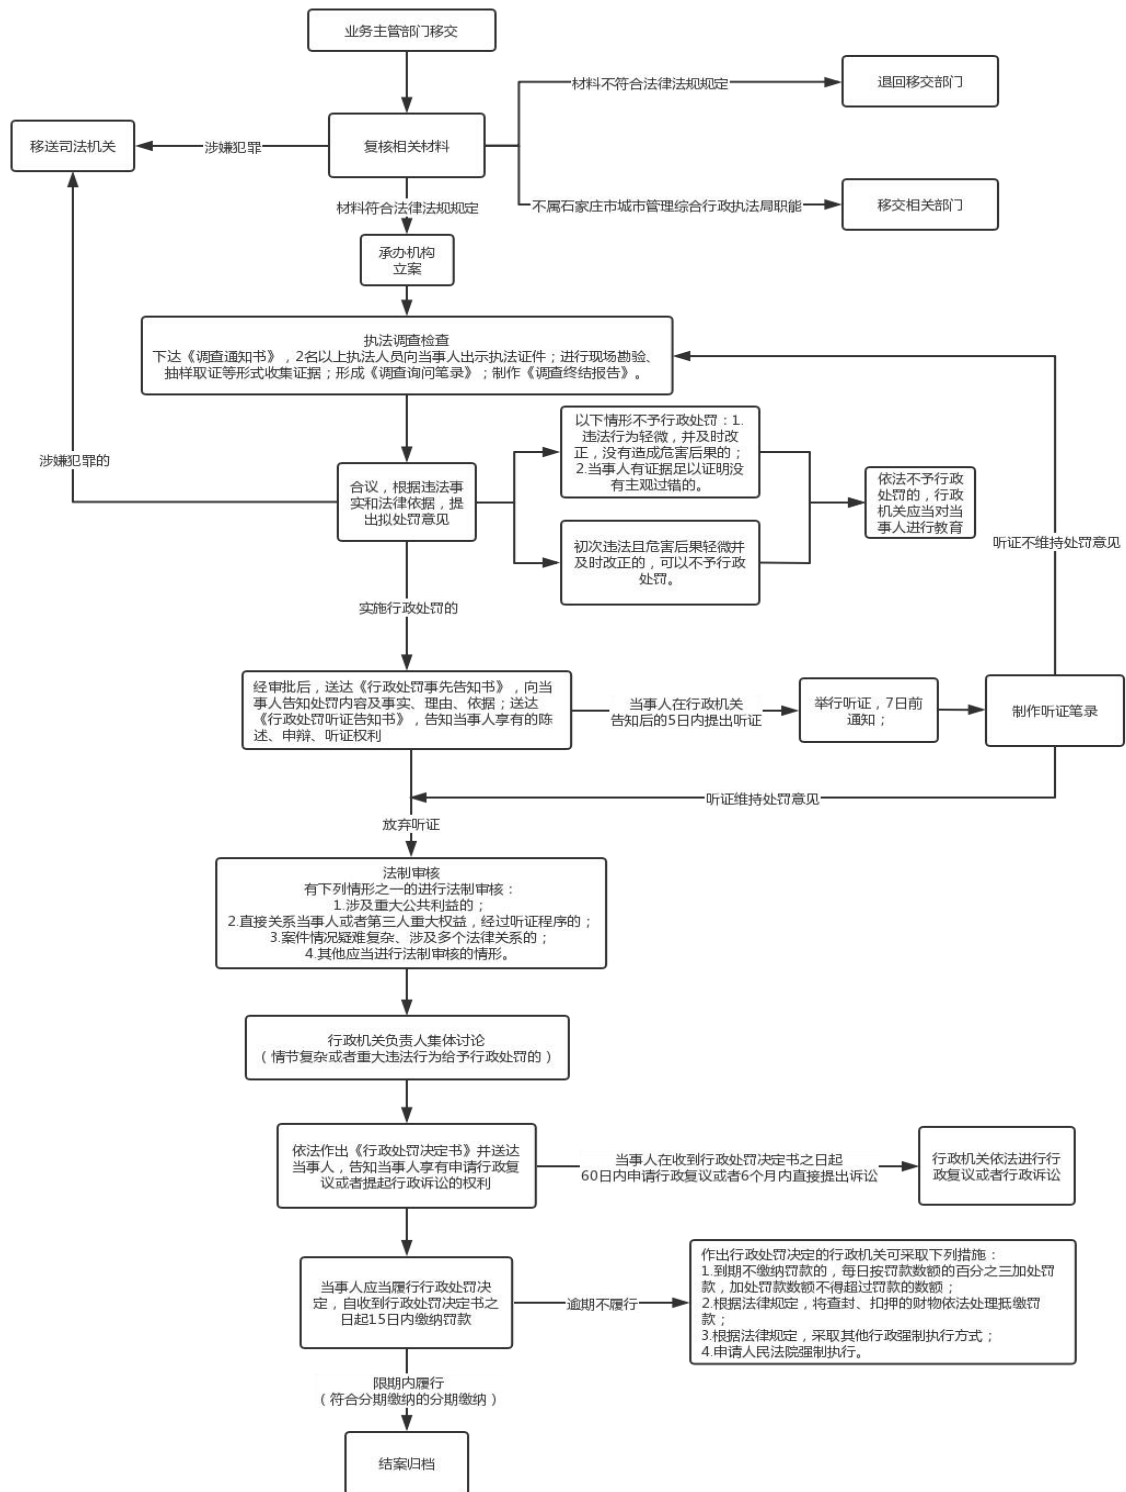 业务主管部门移交
材料不符合法律法规规定
退回移交部门
移送司法机关
涉嫌犯罪
复核相关材料
不属石家庄市城市管理综合行政执法局职能
移交相关部门
材料符合法律法规规定
承办机构
立案
执法调查检查
下达《调查通知书》，2名以上执法人员向当事人出示执法证件；进行现场勘验、
抽样取证等形式收集证据；形成《调查询问笔录》；制作《调查终结报告》。
涉嫌犯罪的
合议，根据违法事
实和法律依据，提
出拟处罚意见
以下情形不予行政处罚：1.
违法行为轻微，并及时改
正，没有造成危害后果的；
2.当事人有证据足以证明没
有主观过错的。
初次违法且危害后果轻微并
及时改正的，可以不予行政
处罚。
依法不予行政
处罚的，行政
机关应当对当
事人进行教育
听证不维持处罚意见
实施行政处罚的
经审批后，送达《行政处罚事先告知书》，向当
事人告知处罚内容及事实、理由、依据；送达
《行政处罚听证告知书》，告知当事人享有的陈
述、申辩、听证权利
当事人在行政机关
告知后的5日内提出听证
举行听证，7日前
通知；
制作听证笔录
听证维持处罚意见
放弃听证
法制审核
有下列情形之一的进行法制审核：
1.涉及重大公共利益的；
2.直接关系当事人或者第三人重大权益，经过听证程序的；
3.案件情况疑难复杂、涉及多个法律关系的；
4.其他应当进行法制审核的情形。
行政机关负责人集体讨论
（情节复杂或者重大违法行为给予行政处罚的）
依法作出《行政处罚决定书》并送达
当事人，告知当事人享有申请行政复
议或者提起行政诉讼的权利
当事人在收到行政处罚决定书之日起
60日内申请行政复议或者6个月内直接提出诉讼
行政机关依法进行行
政复议或者行政诉讼
当事人应当履行行政处罚决
定，自收到行政处罚决定书之
日起15日内缴纳罚款
逾期不履行
作出行政处罚决定的行政机关可采取下列措施：
1.到期不缴纳罚款的，每日按罚款数额的百分之三加处罚
款，加处罚款数额不得超过罚款的数额；
2.根据法律规定，将查封、扣押的财物依法处理抵缴罚
款；
3.根据法律规定，采取其他行政强制执行方式；
4.申请人民法院强制执行。
限期内履行
（符合分期缴纳的分期缴纳）
结案归档